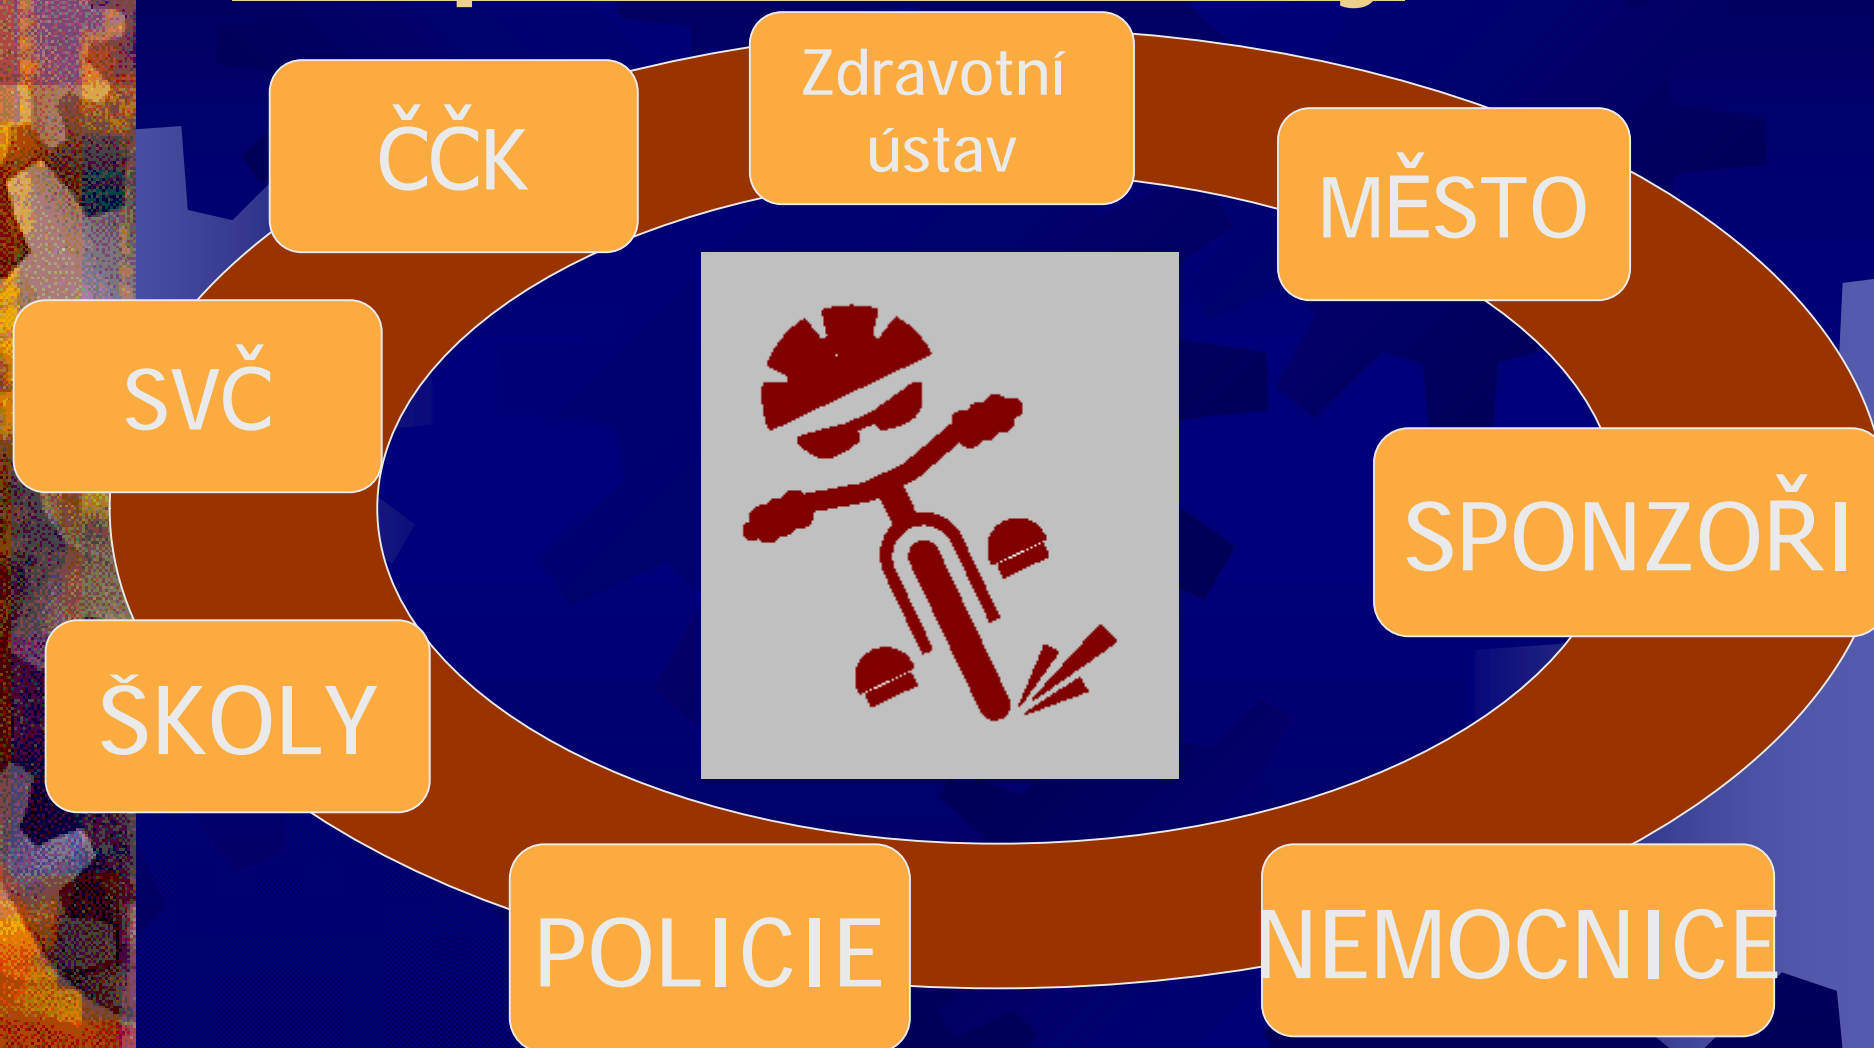 Zdravotní
ústav
ČČK
MĚSTO
SVČ
SPONZOŘI
ŠKOLY
POLICIE
NEMOCNICE